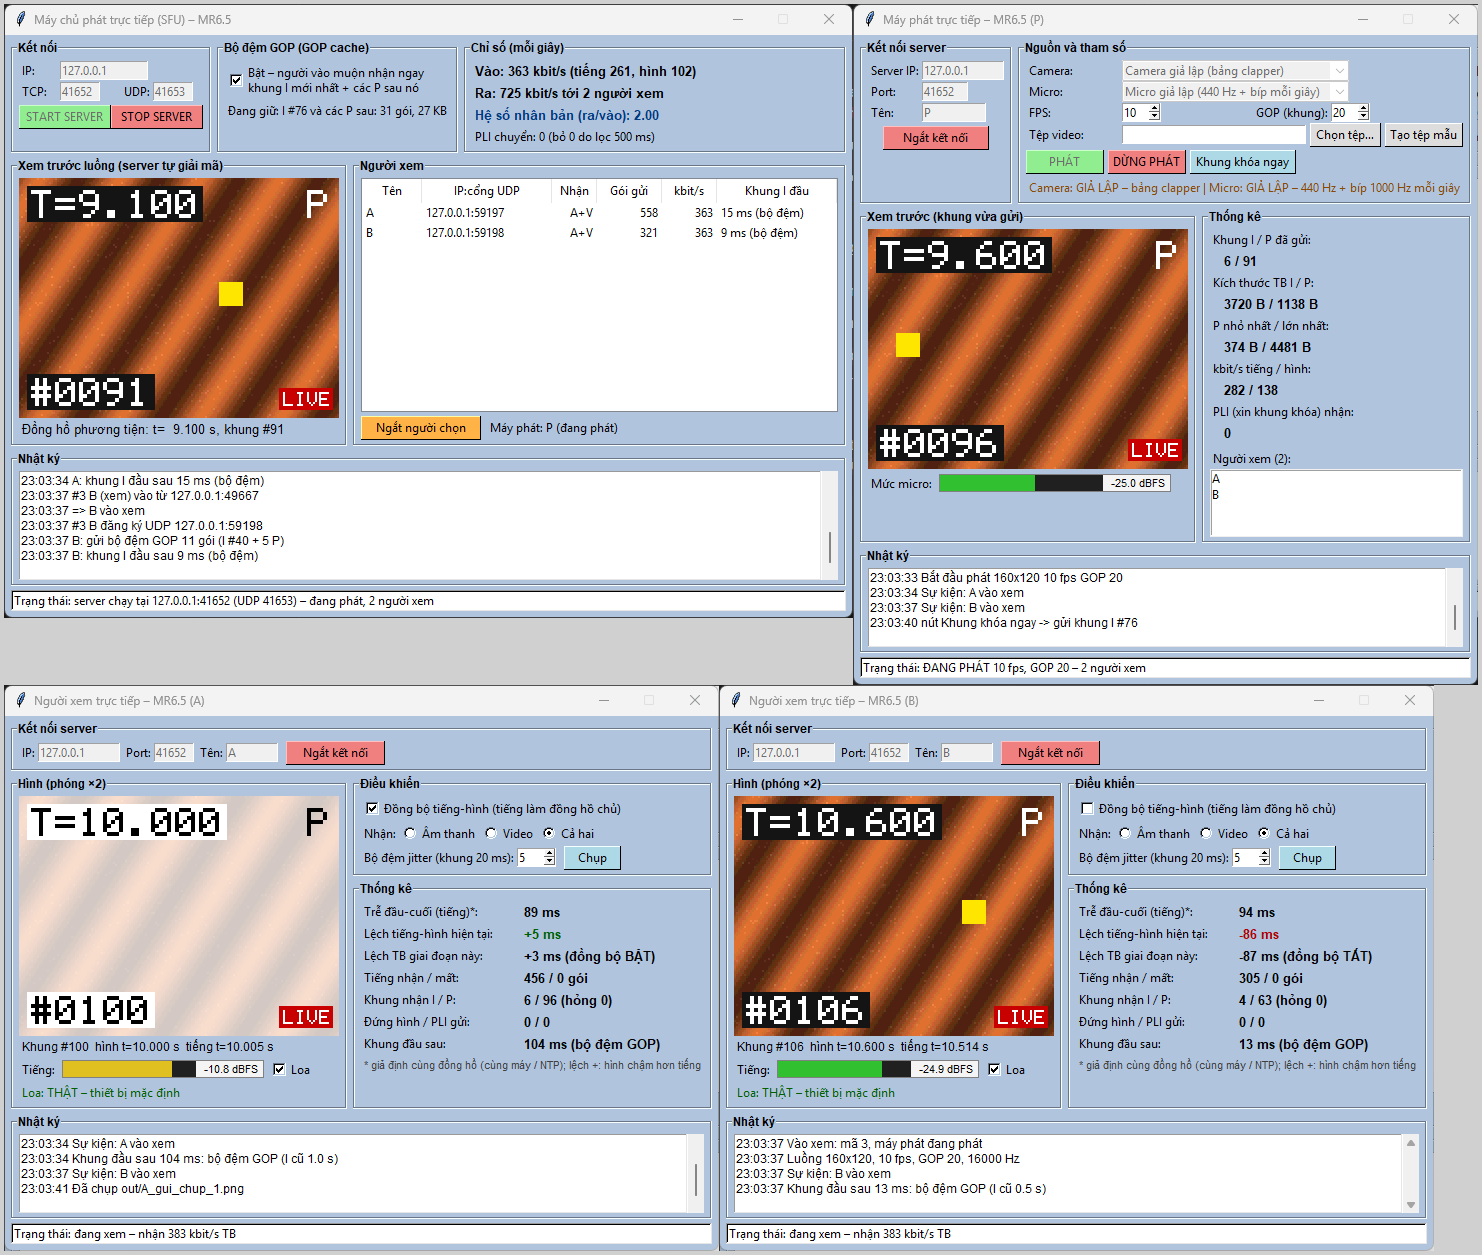 Máy chủ phát trực tiếp (SFU) – MR6.5
Kết nối
IP: 127.0.0.1
TCP: 41652 UDP: 41653
START SERVER STOP SERVER
Bộ đệm GOP (GOP cache)
Bật – người vào muộn nhận ngay
khung I mới nhất + các P sau nó
Đang giữ: I #76 và các P sau: 31 gói, 27 KB
Chỉ số (mỗi giây)
Vào: 363 kbit/s (tiếng 261, hình 102)
Ra: 725 kbit/s tới 2 người xem
Hệ số nhân bản (ra/vào): 2.00
PLI chuyển: 0 (bỏ 0 do lọc 500 ms)
Xem trước luồng (server tự giải mã)
T=9.100 P
#0091 LIVE
Đồng hồ phương tiện: t= 9.100 s, khung #91
Người xem
Tên IP:cổng UDP Nhận Gói gửi kbit/s Khung I đầu
A 127.0.0.1:59197 A+V 558 363 15 ms (bộ đệm)
B 127.0.0.1:59198 A+V 321 363 9 ms (bộ đệm)
Ngắt người chọn Máy phát: P (đang phát)
Nhật ký
23:03:34 A: khung I đầu sau 15 ms (bộ đệm)
23:03:37 #3 B (xem) vào từ 127.0.0.1:49667
23:03:37 => B vào xem
23:03:37 #3 B đăng ký UDP 127.0.0.1:59198
23:03:37 B: gửi bộ đệm GOP 11 gói (I #40 + 5 P)
23:03:37 B: khung I đầu sau 9 ms (bộ đệm)
Trạng thái: server chạy tại 127.0.0.1:41652 (UDP 41653) – đang phát, 2 người xem
Máy phát trực tiếp – MR6.5 (P)
Kết nối server
Server IP: 127.0.0.1
Port: 41652
Tên: P
Ngắt kết nối
Nguồn và tham số
Camera: Camera giả lập (bảng clapper)
Micro: Micro giả lập (440 Hz + bíp mỗi giây)
FPS: 10 GOP (khung): 20
Tệp video: Chọn tệp... Tạo tệp mẫu
PHÁT DỪNG PHÁT Khung khóa ngay
Camera: GIẢ LẬP – bảng clapper | Micro: GIẢ LẬP – 440 Hz + bíp 1000 Hz mỗi giây
Xem trước (khung vừa gửi)
T=9.600 P
#0096 LIVE
Mức micro: -25.0 dBFS
Thống kê
Khung I / P đã gửi:
6 / 91
Kích thước TB I / P:
3720 B / 1138 B
P nhỏ nhất / lớn nhất:
374 B / 4481 B
kbit/s tiếng / hình:
282 / 138
PLI (xin khung khóa) nhận:
0
Người xem (2):
A
B
Nhật ký
23:03:33 Bắt đầu phát 160x120 10 fps GOP 20
23:03:34 Sự kiện: A vào xem
23:03:37 Sự kiện: B vào xem
23:03:40 nút Khung khóa ngay -> gửi khung I #76
Trạng thái: ĐANG PHÁT 10 fps, GOP 20 – 2 người xem
Người xem trực tiếp – MR6.5 (A)
Kết nối server
IP: 127.0.0.1 Port: 41652 Tên: A Ngắt kết nối
Hình (phóng ×2)
T=10.000 P
#0100 LIVE
Khung #100 hình t=10.000 s tiếng t=10.005 s
Tiếng: -10.8 dBFS Loa
Loa: THẬT – thiết bị mặc định
Điều khiển
Đồng bộ tiếng-hình (tiếng làm đồng hồ chủ)
Nhận: Âm thanh Video Cả hai
Bộ đệm jitter (khung 20 ms): 5 Chụp
Thống kê
Trễ đầu-cuối (tiếng)*: 89 ms
Lệch tiếng-hình hiện tại: +5 ms
Lệch TB giai đoạn này: +3 ms (đồng bộ BẬT)
Tiếng nhận / mất: 456 / 0 gói
Khung nhận I / P: 6 / 96 (hỏng 0)
Đứng hình / PLI gửi: 0 / 0
Khung đầu sau: 104 ms (bộ đệm GOP)
* giả định cùng đồng hồ (cùng máy / NTP); lệch +: hình chậm hơn tiếng
Nhật ký
23:03:34 Sự kiện: A vào xem
23:03:34 Khung đầu sau 104 ms: bộ đệm GOP (I cũ 1.0 s)
23:03:37 Sự kiện: B vào xem
23:03:41 Đã chụp out/A_gui_chup_1.png
Trạng thái: đang xem – nhận 383 kbit/s TB
Người xem trực tiếp – MR6.5 (B)
Kết nối server
IP: 127.0.0.1 Port: 41652 Tên: B Ngắt kết nối
Hình (phóng ×2)
T=10.600 P
#0106 LIVE
Khung #106 hình t=10.600 s tiếng t=10.514 s
Tiếng: -24.9 dBFS Loa
Loa: THẬT – thiết bị mặc định
Điều khiển
Đồng bộ tiếng-hình (tiếng làm đồng hồ chủ)
Nhận: Âm thanh Video Cả hai
Bộ đệm jitter (khung 20 ms): 5 Chụp
Thống kê
Trễ đầu-cuối (tiếng)*: 94 ms
Lệch tiếng-hình hiện tại: -86 ms
Lệch TB giai đoạn này: -87 ms (đồng bộ TẮT)
Tiếng nhận / mất: 305 / 0 gói
Khung nhận I / P: 4 / 63 (hỏng 0)
Đứng hình / PLI gửi: 0 / 0
Khung đầu sau: 13 ms (bộ đệm GOP)
* giả định cùng đồng hồ (cùng máy / NTP); lệch +: hình chậm hơn tiếng
Nhật ký
23:03:37 Vào xem: mã 3, máy phát đang phát
23:03:37 Luồng 160x120, 10 fps, GOP 20, 16000 Hz
23:03:37 Sự kiện: B vào xem
23:03:37 Khung đầu sau 13 ms: bộ đệm GOP (I cũ 0.5 s)
Trạng thái: đang xem – nhận 383 kbit/s TB